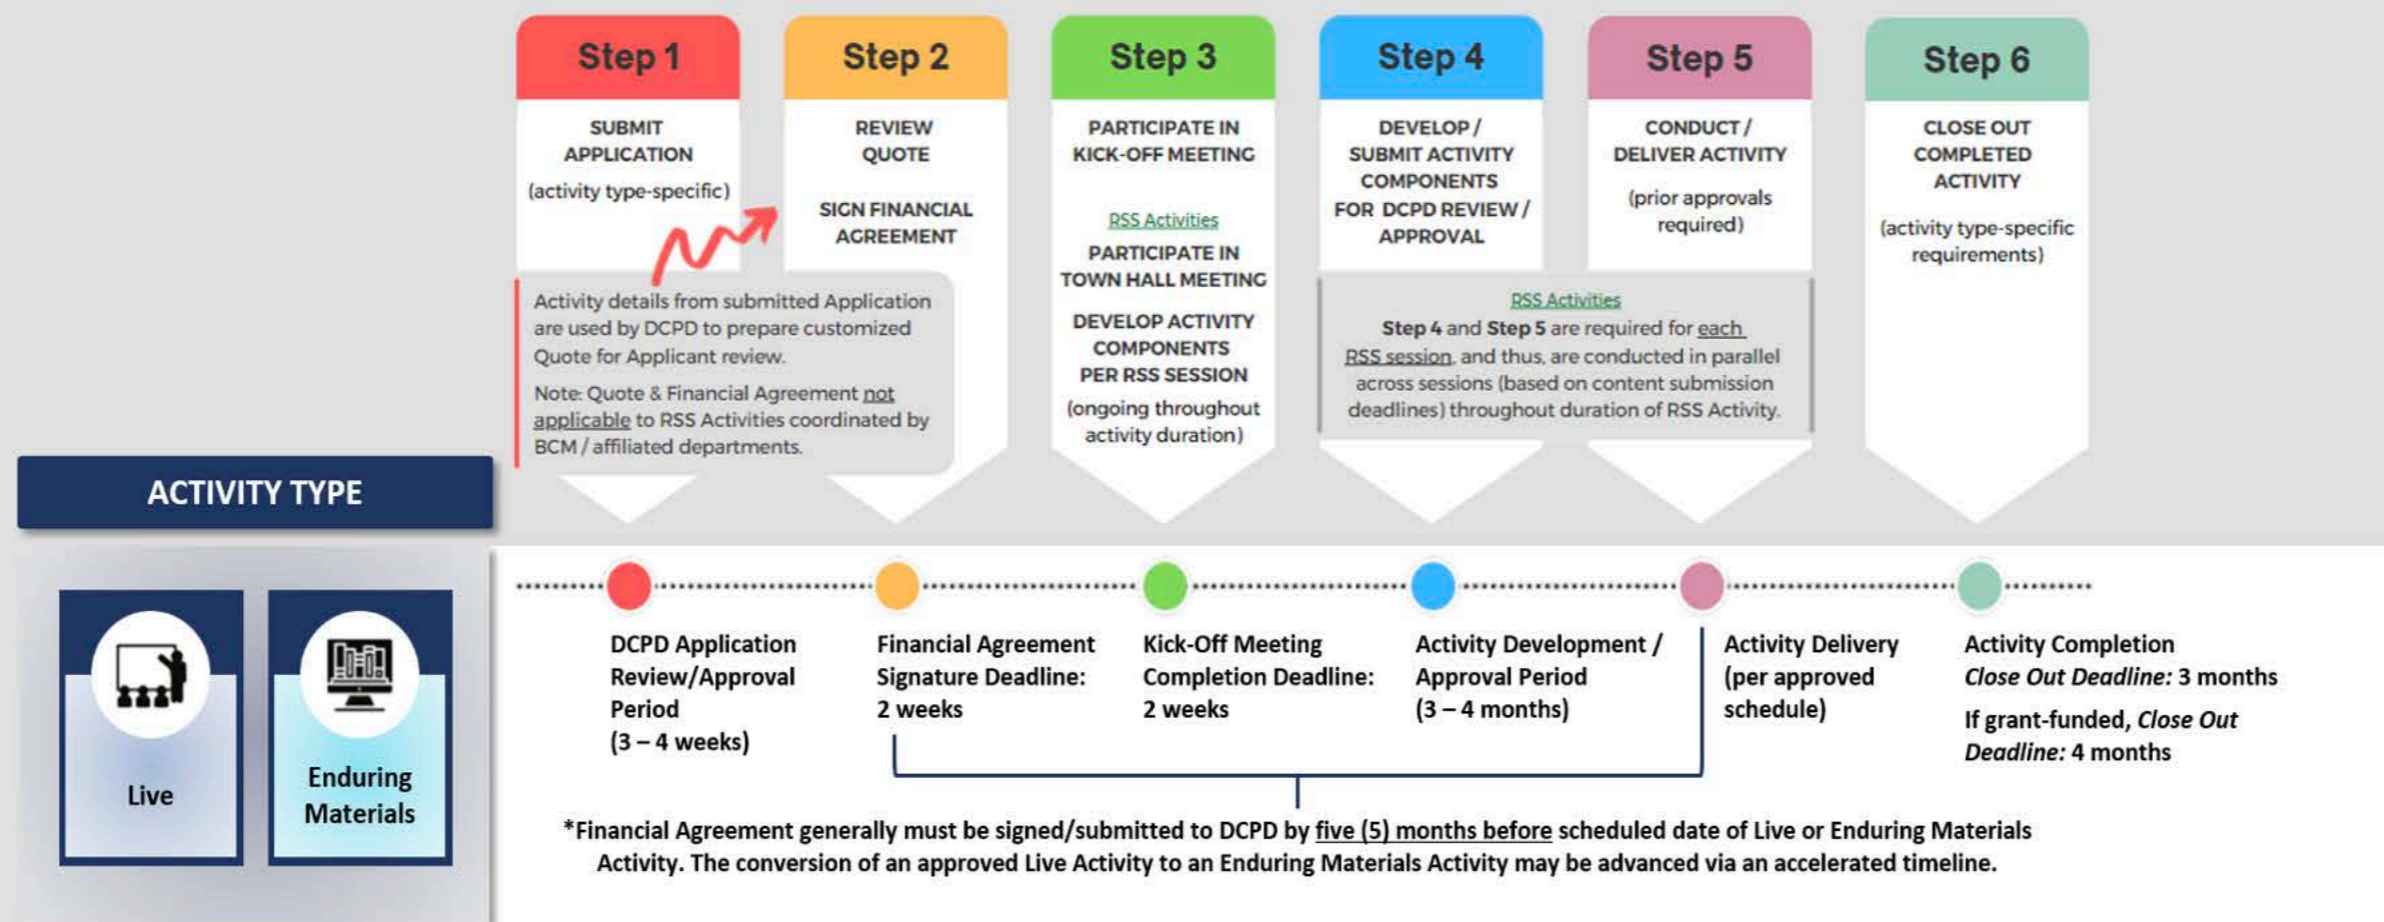 Step 1
SUBMIT
APPLICATION
(activity type-specific)
Step 2
REVIEW
QUOTE
SIGN FINANCIAL
AGREEMENT
Activity details from submitted Application
are used by DCPD to prepare customized
Quote for Applicant review.
Note: Quote & Financial Agreement not
applicable to RSS Activities coordinated by
BCM / affiliated departments.
Step 3
PARTICIPATE IN
KICK-OFF MEETING
RSS Activities
PARTICIPATE IN
TOWN HALL MEETING
DEVELOP ACTIVITY
COMPONENTS
PER RSS SESSION
(ongoing throughout
activity duration)
Step 4
DEVELOP /
SUBMIT ACTIVITY
COMPONENTS
FOR DCPD REVIEW /
APPROVAL
Step 5
CONDUCT /
DELIVER ACTIVITY
(prior approvals
required)
RSS Activities
Step 4 and Step 5 are required for each
RSS session, and thus, are conducted in parallel
across sessions (based on content submission
deadlines) throughout duration of RSS Activity.
Step 6
CLOSE OUT
COMPLETED
ACTIVITY
(activity type-specific
requirements)
ACTIVITY TYPE
Live
Enduring
Materials
DCPD Application
Review/Approval
Period
(3 – 4 weeks)
Financial Agreement
Signature Deadline:
2 weeks
Kick-Off Meeting
Completion Deadline:
2 weeks
Activity Development /
Approval Period
(3 – 4 months)
Activity Delivery
(per approved
schedule)
Activity Completion
Close Out Deadline: 3 months
If grant-funded, Close Out
Deadline: 4 months
*Financial Agreement generally must be signed/submitted to DCPD by five (5) months before scheduled date of Live or Enduring Materials
Activity. The conversion of an approved Live Activity to an Enduring Materials Activity may be advanced via an accelerated timeline.